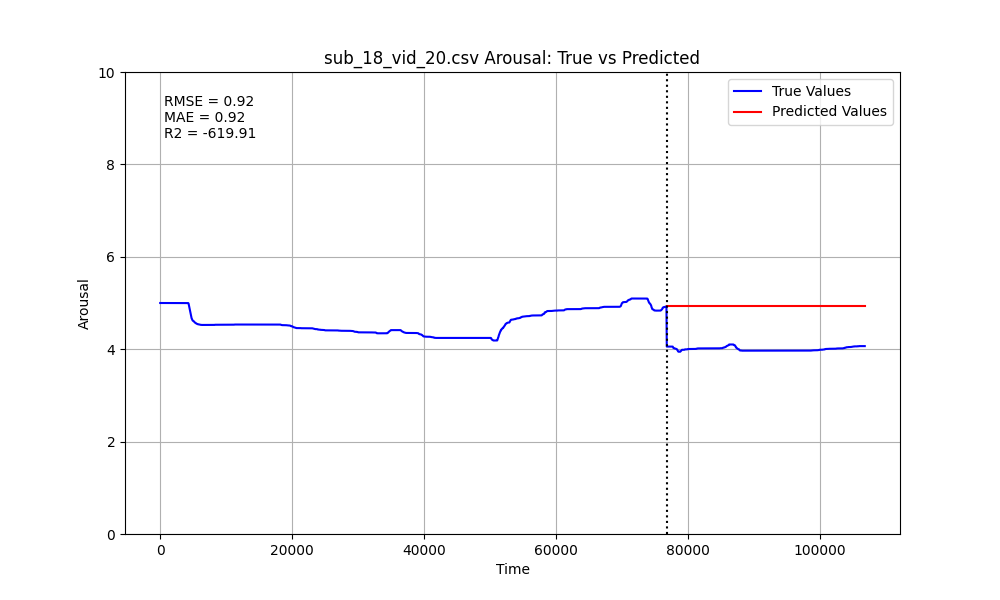 sub_18_vid_20.csv Arousal: True vs Predicted
RMSE = 0.92
MAE = 0.92
R2 = -619.91
True Values
Predicted Values
Arousal
10
8
6
4
2
0
0
20000
40000
60000
80000
100000
Time